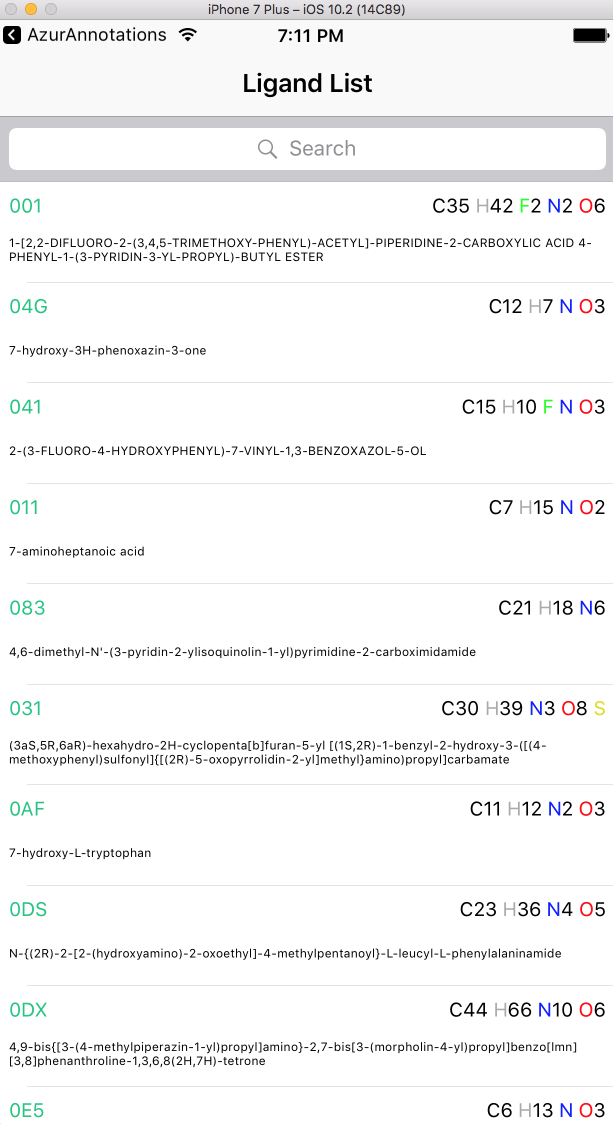 iPhone 7 Plus – iOS 10.2 (14C89)
AzurAnnotations 7:11 PM
Ligand List
Search
001 C35 H42 F2 N2 O6
1-[2,2-DIFLUORO-2-(3,4,5-TRIMETHOXY-PHENYL)-ACETYL]-PIPERIDINE-2-CARBOXYLIC ACID 4-
PHENYL-1-(3-PYRIDIN-3-YL-PROPYL)-BUTYL ESTER
04G C12 H7 N O3
7-hydroxy-3H-phenoxazin-3-one
041 C15 H10 F N O3
2-(3-FLUORO-4-HYDROXYPHENYL)-7-VINYL-1,3-BENZOXAZOL-5-OL
011 C7 H15 N O2
7-aminoheptanoic acid
083 C21 H18 N6
4,6-dimethyl-N'-(3-pyridin-2-ylisoquinolin-1-yl)pyrimidine-2-carboximidamide
031 C30 H39 N3 O8 S
(3aS,5R,6aR)-hexahydro-2H-cyclopenta[b]furan-5-yl [(1S,2R)-1-benzyl-2-hydroxy-3-([(4-
methoxyphenyl)sulfonyl]{[(2R)-5-oxopyrrolidin-2-yl]methyl}amino)propyl]carbamate
0AF C11 H12 N2 O3
7-hydroxy-L-tryptophan
0DS C23 H36 N4 O5
N-{(2R)-2-[2-(hydroxyamino)-2-oxoethyl]-4-methylpentanoyl}-L-leucyl-L-phenylalaninamide
0DX C44 H66 N10 O6
4,9-bis{[3-(4-methylpiperazin-1-yl)propyl]amino}-2,7-bis[3-(morpholin-4-yl)propyl]benzo[lmn]
[3,8]phenanthroline-1,3,6,8(2H,7H)-tetrone
0E5 C6 H13 N O3